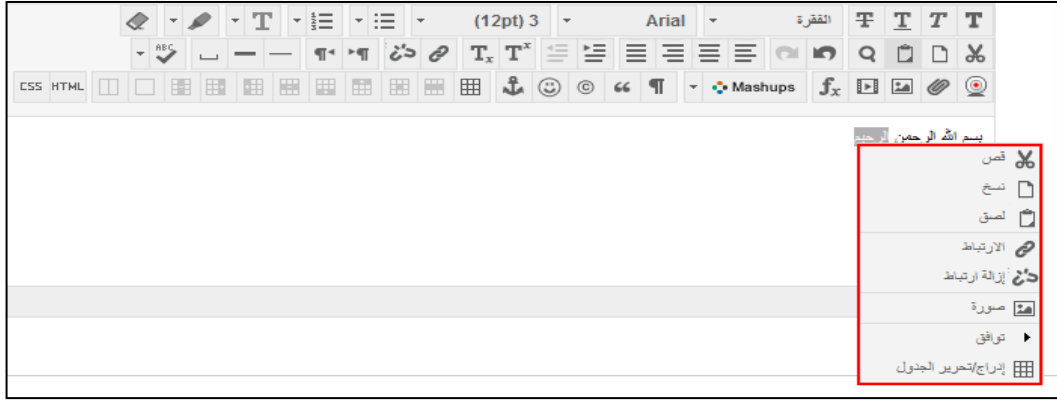 الفقرة Arial 3 (12pt)
ABC
Mashups HTML CSS
بسم الله الرحمن الرحيم
قص
نسخ
لصق
الارتباط
إزالة ارتباط
صورة
توافق
إدراج/تحرير الجدول